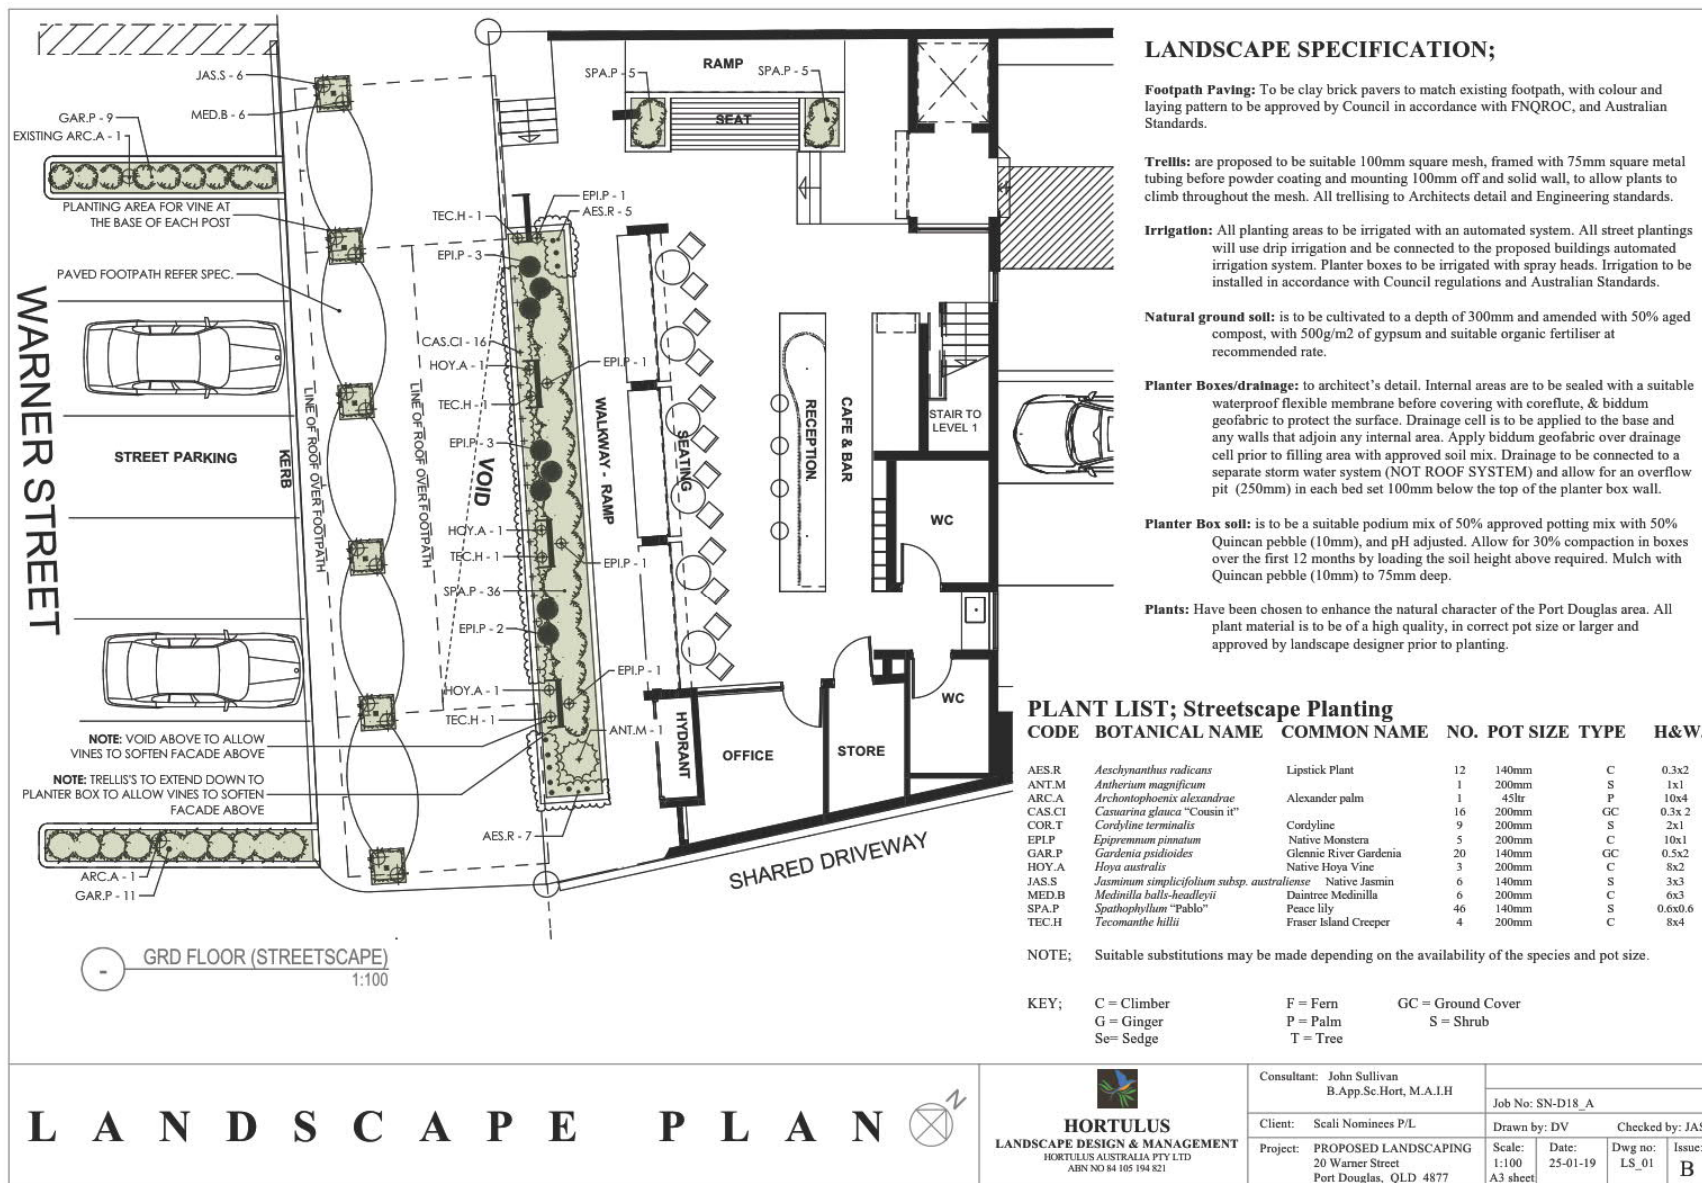 JAS.S - 6
MED.B - 6
GAR.P - 9
EXISTING ARC.A - 1
PLANTING AREA FOR VINE AT
THE BASE OF EACH POST
PAVED FOOTPATH REFER SPEC.
WARNER STREET
STREET PARKING
KERB
LINE OF ROOF OVER FOOTPATH
LINE OF ROOF OVER FOOTPATH
VOID
RAMP
SPA.P - 5
SPA.P - 5
SEAT
EPI.P - 1
AES.R - 5
TEC.H - 1
EPI.P - 3
CAS.CI - 16
HOY.A - 1
EPI.P - 1
TEC.H - 1
EPI.P - 3
HOY.A - 1
TEC.H - 1
EPI.P - 1
SPA.P - 36
EPI.P - 2
EPI.P - 1
HOY.A - 1
TEC.H - 1
ANT.M - 1
AES.R - 7
WALKWAY - RAMP
SEATING
RECEPTION.
CAFE & BAR
STAIR TO
LEVEL 1
WC
WC
HYDRANT
OFFICE
STORE
SHARED DRIVEWAY
NOTE: VOID ABOVE TO ALLOW
VINES TO SOFTEN FACADE ABOVE
NOTE: TRELLIS'S TO EXTEND DOWN TO
PLANTER BOX TO ALLOW VINES TO SOFTEN
FACADE ABOVE
ARC.A - 1
GAR.P - 11
-
GRD FLOOR (STREETSCAPE)
1:100
LANDSCAPE SPECIFICATION;
Footpath Paving: To be clay brick pavers to match existing footpath, with colour and
laying pattern to be approved by Council in accordance with FNQROC, and Australian
Standards.
Trellis: are proposed to be suitable 100mm square mesh, framed with 75mm square metal
tubing before powder coating and mounting 100mm off and solid wall, to allow plants to
climb throughout the mesh. All trellising to Architects detail and Engineering standards.
Irrigation: All planting areas to be irrigated with an automated system. All street plantings
will use drip irrigation and be connected to the proposed buildings automated
irrigation system. Planter boxes to be irrigated with spray heads. Irrigation to be
installed in accordance with Council regulations and Australian Standards.
Natural ground soil: is to be cultivated to a depth of 300mm and amended with 50% aged
compost, with 500g/m2 of gypsum and suitable organic fertiliser at
recommended rate.
Planter Boxes/drainage: to architect's detail. Internal areas are to be sealed with a suitable
waterproof flexible membrane before covering with coreflute, & biddum
geofabric to protect the surface. Drainage cell is to be applied to the base and
any walls that adjoin any internal area. Apply biddum geofabric over drainage
cell prior to filling area with approved soil mix. Drainage to be connected to a
separate storm water system (NOT ROOF SYSTEM) and allow for an overflow
pit (250mm) in each bed set 100mm below the top of the planter box wall.
Planter Box soil: is to be a suitable podium mix of 50% approved potting mix with 50%
Quincan pebble (10mm), and pH adjusted. Allow for 30% compaction in boxes
over the first 12 months by loading the soil height above required. Mulch with
Quincan pebble (10mm) to 75mm deep.
Plants: Have been chosen to enhance the natural character of the Port Douglas area. All
plant material is to be of a high quality, in correct pot size or larger and
approved by landscape designer prior to planting.
PLANT LIST; Streetscape Planting
CODE BOTANICAL NAME COMMON NAME NO. POT SIZE TYPE H&W.
AES.R Aeschynanthus radicans Lipstick Plant 12 140mm C 0.3x2
ANT.M Antherium magnificum 1 200mm S 1x1
ARC.A Archontophoenix alexandrae Alexander palm 1 45ltr P 10x4
CAS.CI Casuarina glauca "Cousin it" 16 200mm GC 0.3x 2
COR.T Cordyline terminalis Cordyline 9 200mm S 2x1
EPI.P Epipremnum pinnatum Native Monstera 5 200mm C 10x1
GAR.P Gardenia psidioides Glennie River Gardenia 20 140mm GC 0.5x2
HOY.A Hoya australis Native Hoya Vine 3 200mm C 8x2
JAS.S Jasminum simplicifolium subsp. australiense Native Jasmin 6 140mm S 3x3
MED.B Medinilla balls-headleyii Daintree Medinilla 6 200mm C 6x3
SPA.P Spathophyllum "Pablo" Peace lily 46 140mm S 0.6x0.6
TEC.H Tecomanthe hillii Fraser Island Creeper 4 200mm C 8x4
NOTE; Suitable substitutions may be made depending on the availability of the species and pot size.
KEY; C = Climber F = Fern GC = Ground Cover
G = Ginger P = Palm S = Shrub
Se= Sedge T = Tree
LANDSCAPE PLAN
N
HORTULUS
LANDSCAPE DESIGN & MANAGEMENT
HORTULUS AUSTRALIA PTY LTD
ABN NO 84 105 194 821
Consultant: John Sullivan
B.App.Sc.Hort, M.A.I.H
Client: Scali Nominees P/L
Project: PROPOSED LANDSCAPING
20 Warner Street
Port Douglas, QLD 4877
Job No: SN-D18_A
Drawn by: DV Checked by: JAS
Scale: Date: Dwg no: Issue:
1:100 25-01-19 LS_01 B
A3 sheet